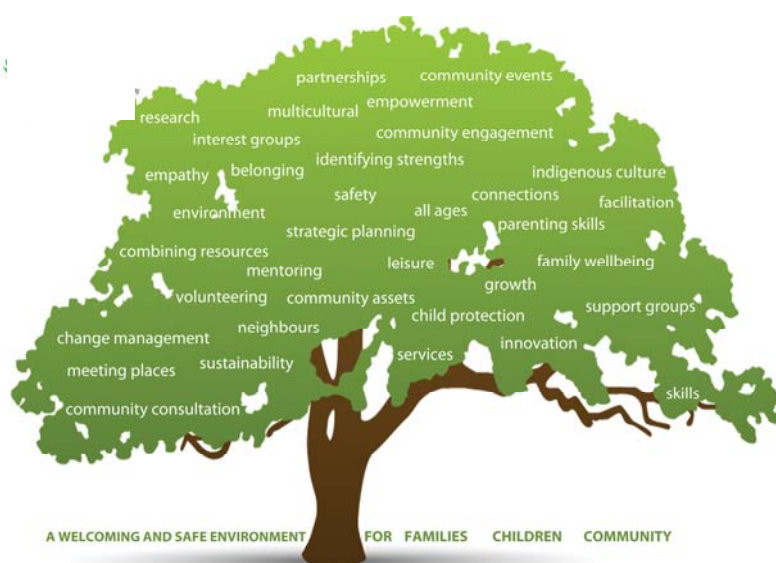 partnerships community events
multicultural empowerment
research
interest groups community engagement
identifying strengths
empathy belonging indigenous culture
safety connections
environment all ages facilitation
strategic planning parenting skills
combining resources
mentoring leisure family wellbeing
growth
volunteering community assets support groups
child protection
neighbours
change management innovation
sustainability services
meeting places
skills
community consultation
A WELCOMING AND SAFE ENVIRONMENT FOR FAMILIES CHILDREN COMMUNITY